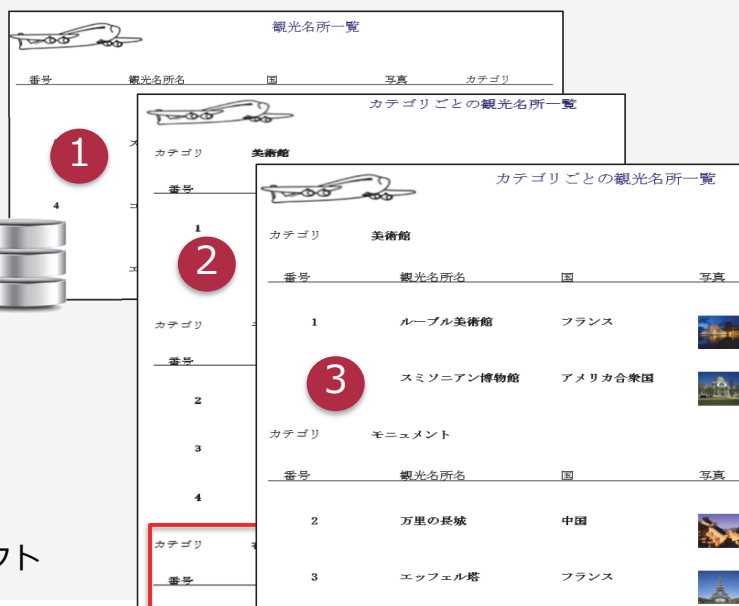 観光名所一覧
番号 観光名所名 国 写真 カテゴリ
1
4
カテゴリごとの観光名所一覧
カテゴリ 美術館
番号
1
2
カテゴリ
番号
2
3
4
カテゴリ
番号
カテゴリごとの観光名所一覧
カテゴリ 美術館
番号 観光名所名 国 写真
1 ルーブル美術館 フランス
3
スミソニアン博物館 アメリカ合衆国
カテゴリ モニュメント
番号 観光名所名 国 写真
2 万里の長城 中国
3 エッフェル塔 フランス
クト